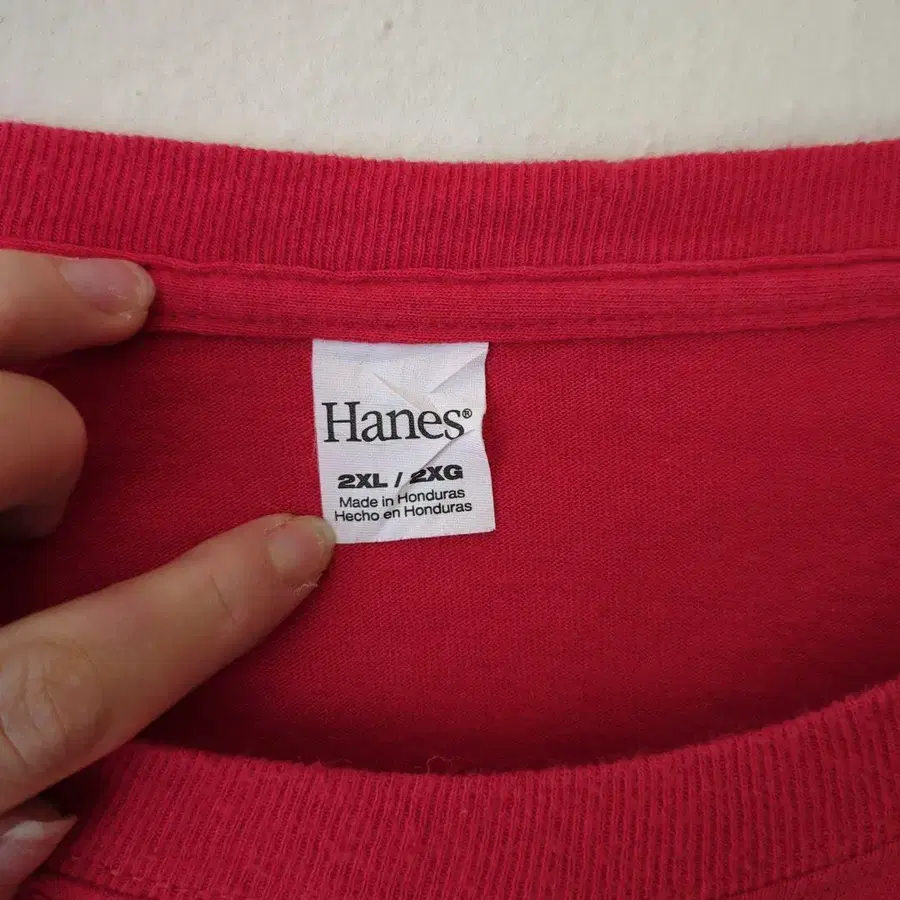 Hanes®
2XL / 2XG
Made in Honduras
Hecho en Honduras